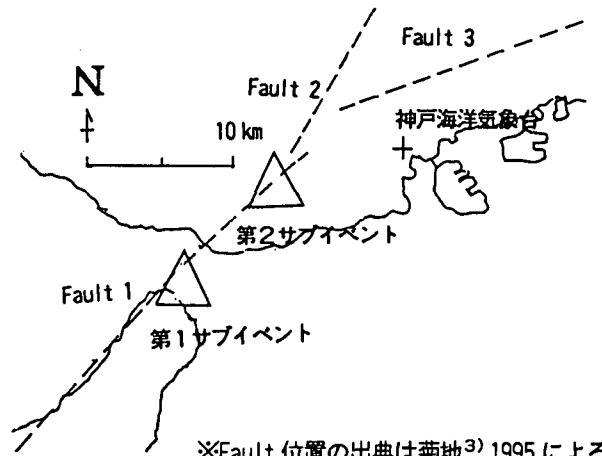 Fault 3
N
Fault 2
10 km
神戸海洋気象台
第2サブイベント
Fault 1
第1サブイベント
※Fault 位置の出典は菊地3) 1995 による